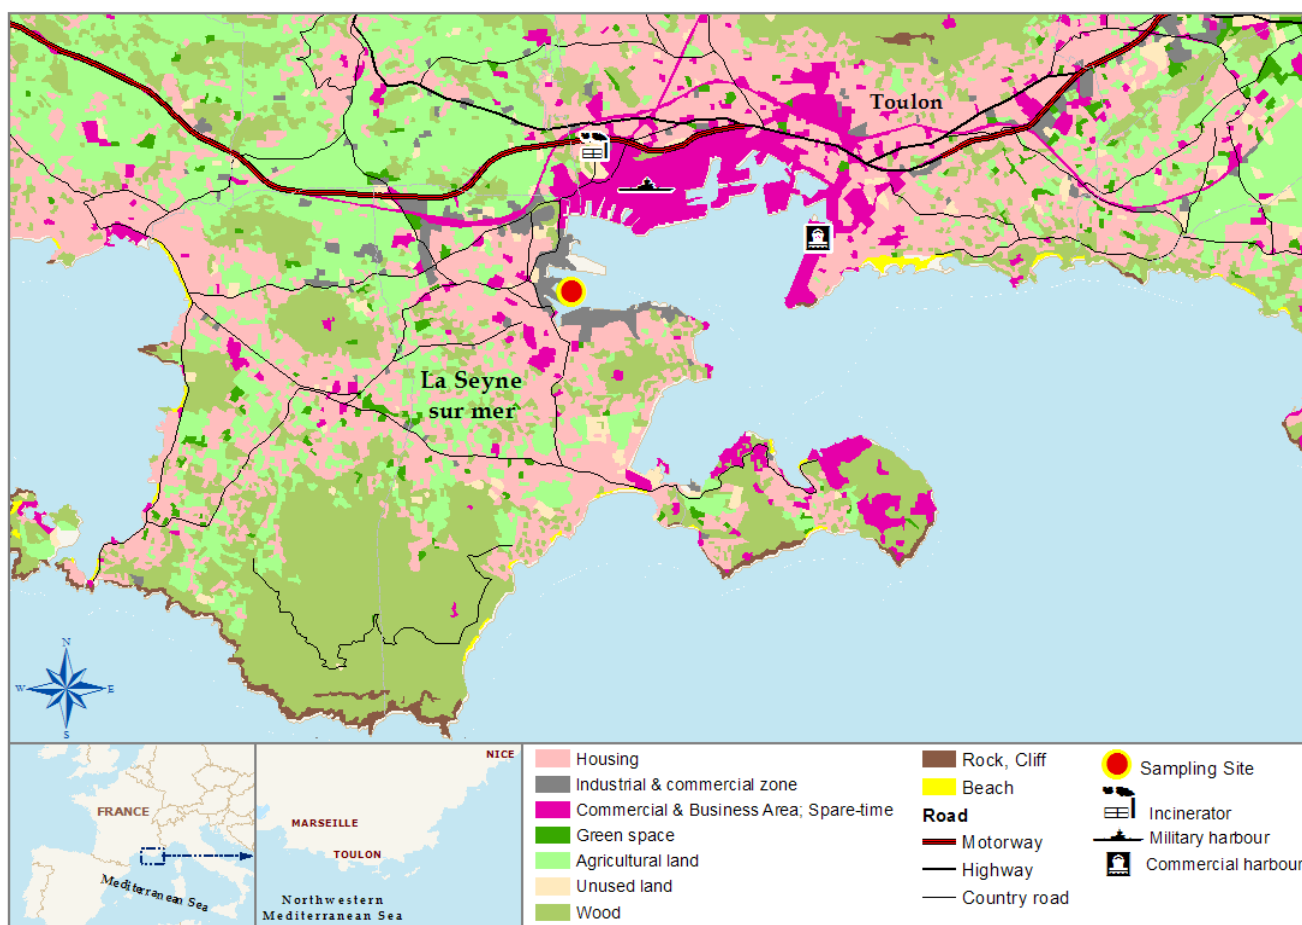 Toulon
La Seyne
sur mer
N
W
E
S
FRANCE
Mediterranean Sea
NICE
MARSEILLE
TOULON
Northwestern
Mediterranean Sea
Housing
Industrial & commercial zone
Commercial & Business Area; Spare-time
Green space
Agricultural land
Unused land
Wood
Rock, Cliff
Beach
Road
Motorway
Highway
Country road
Sampling Site
Incinerator
Military harbour
Commercial harbour